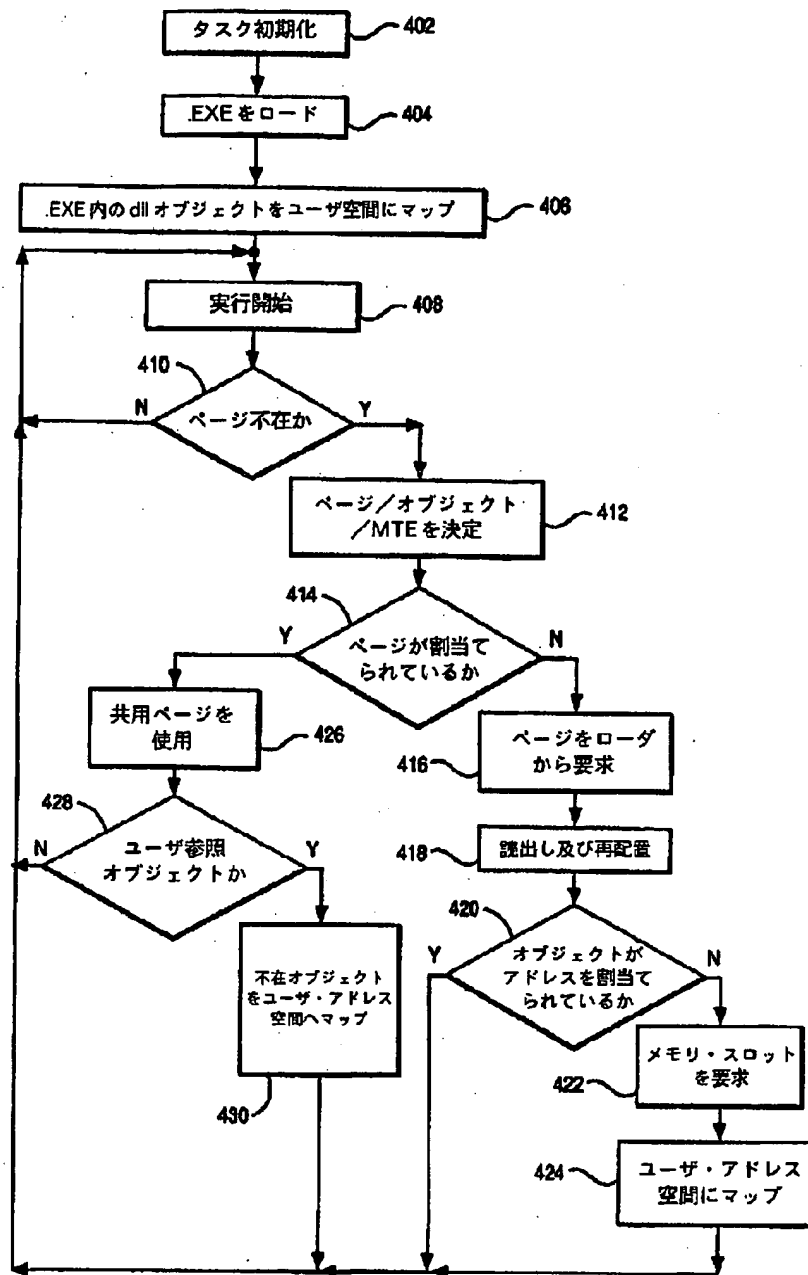 タスク初期化
402
.EXEをロード
404
.EXE内のdllオブジェクトをユーザ空間にマップ
406
実行開始
408
410
N
ページ不在か
Y
ページ/オブジェクト
/MTEを決定
412
414
Y
ページが割当て
られているか
N
共用ページを
使用
426
ページをローダ
から要求
416
428
N
ユーザ参照
オブジェクトか
Y
418
読出し及び再配置
420
Y
オブジェクトが
アドレスを割当て
られているか
N
不在オブジェクト
をユーザ・アドレス
空間へマップ
430
メモリ・スロット
を要求
422
424
ユーザ・アドレス
空間にマップ